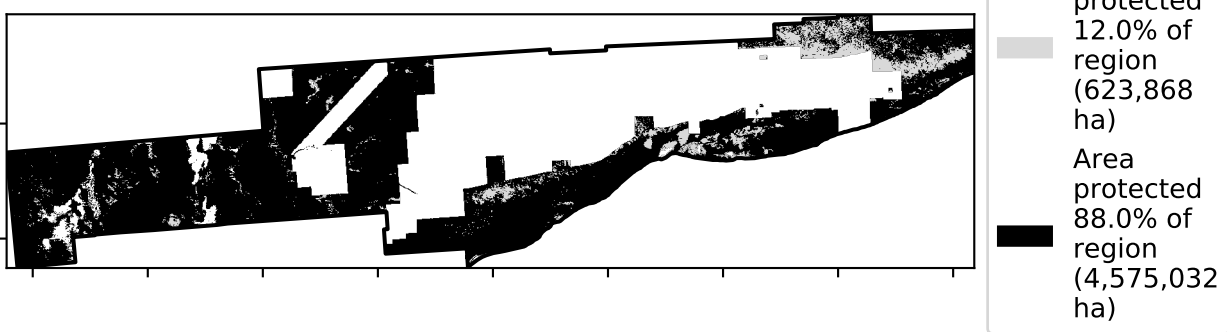 protected
12.0% of
region
(623,868
ha)
Area
protected
88.0% of
region
(4,575,032
ha)